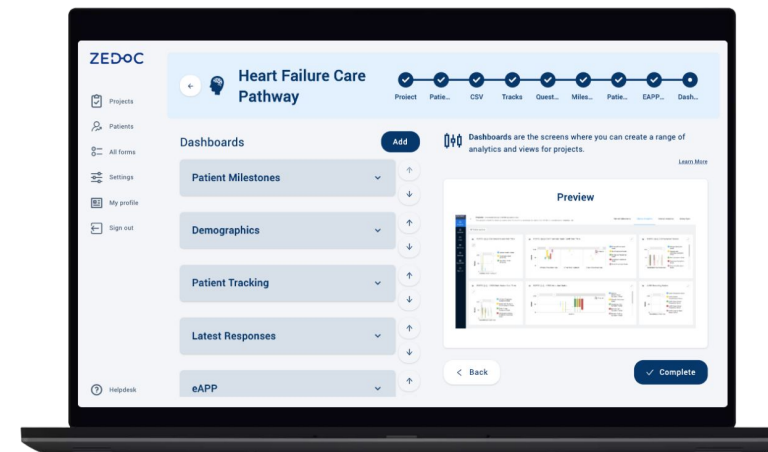 ZEDOC
Projects
Patients
All forms
Settings
My profile
Sign out
Helpdesk
Heart Failure Care
Pathway
Project
Patie...
CSV
Tracks
Quest...
Miles...
Patie...
EAPP...
Dash...
Dashboards
Add
Patient Milestones
Demographics
Patient Tracking
Latest Responses
eAPP
Dashboards are the screens where you can create a range of
analytics and views for projects.
Learn More
Preview
Back
Complete